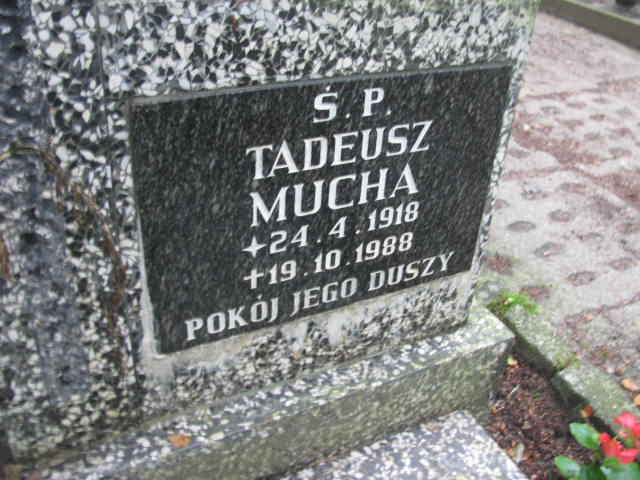 Ś.P.
TADEUSZ
MUCHA
✦24.4.1918
✝19.10.1988
POKÓJ JEGO DUSZY